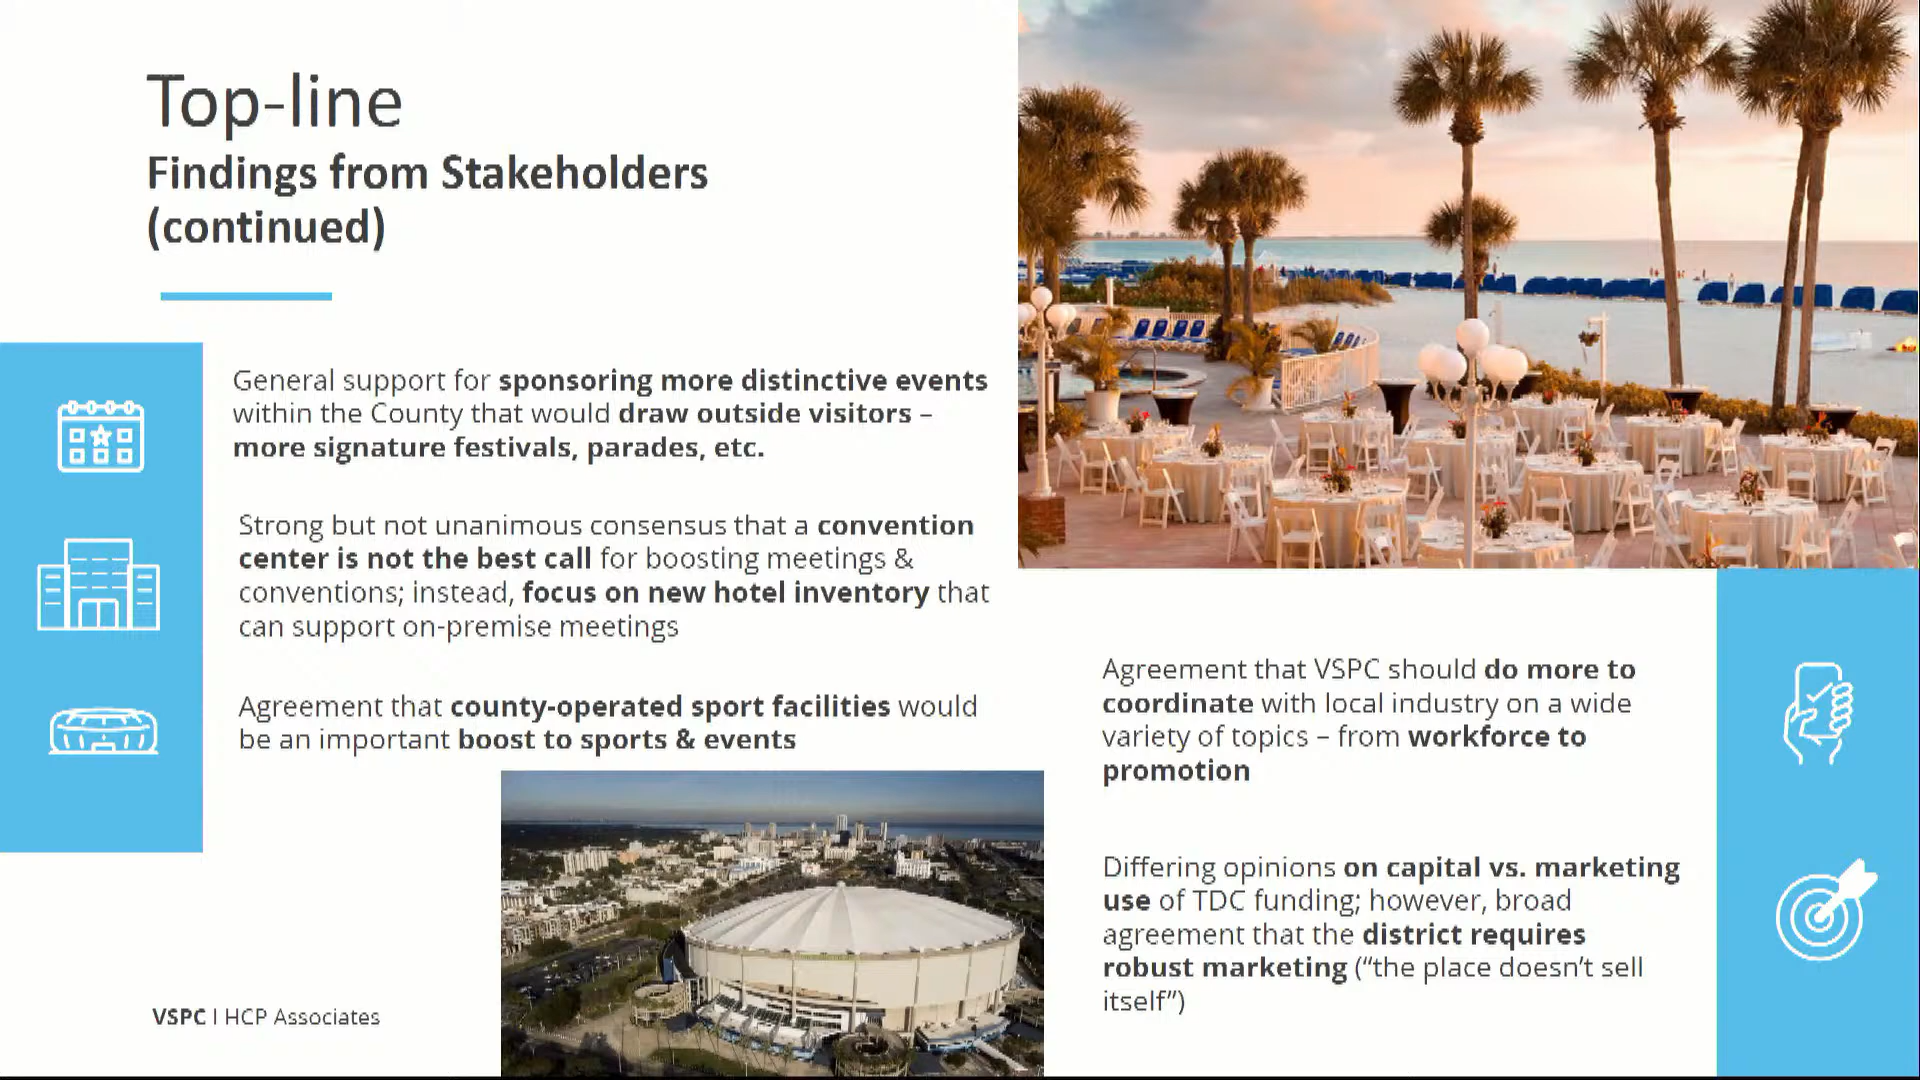 Top-line
Findings from Stakeholders
(continued)
General support for sponsoring more distinctive events
within the County that would draw outside visitors –
more signature festivals, parades, etc.
Strong but not unanimous consensus that a convention
center is not the best call for boosting meetings &
conventions; instead, focus on new hotel inventory that
can support on-premise meetings
Agreement that county-operated sport facilities would
be an important boost to sports & events
Agreement that VSPC should do more to
coordinate with local industry on a wide
variety of topics – from workforce to
promotion
Differing opinions on capital vs. marketing
use of TDC funding; however, broad
agreement that the district requires
robust marketing (“the place doesn’t sell
itself”)
VSPC | HCP Associates